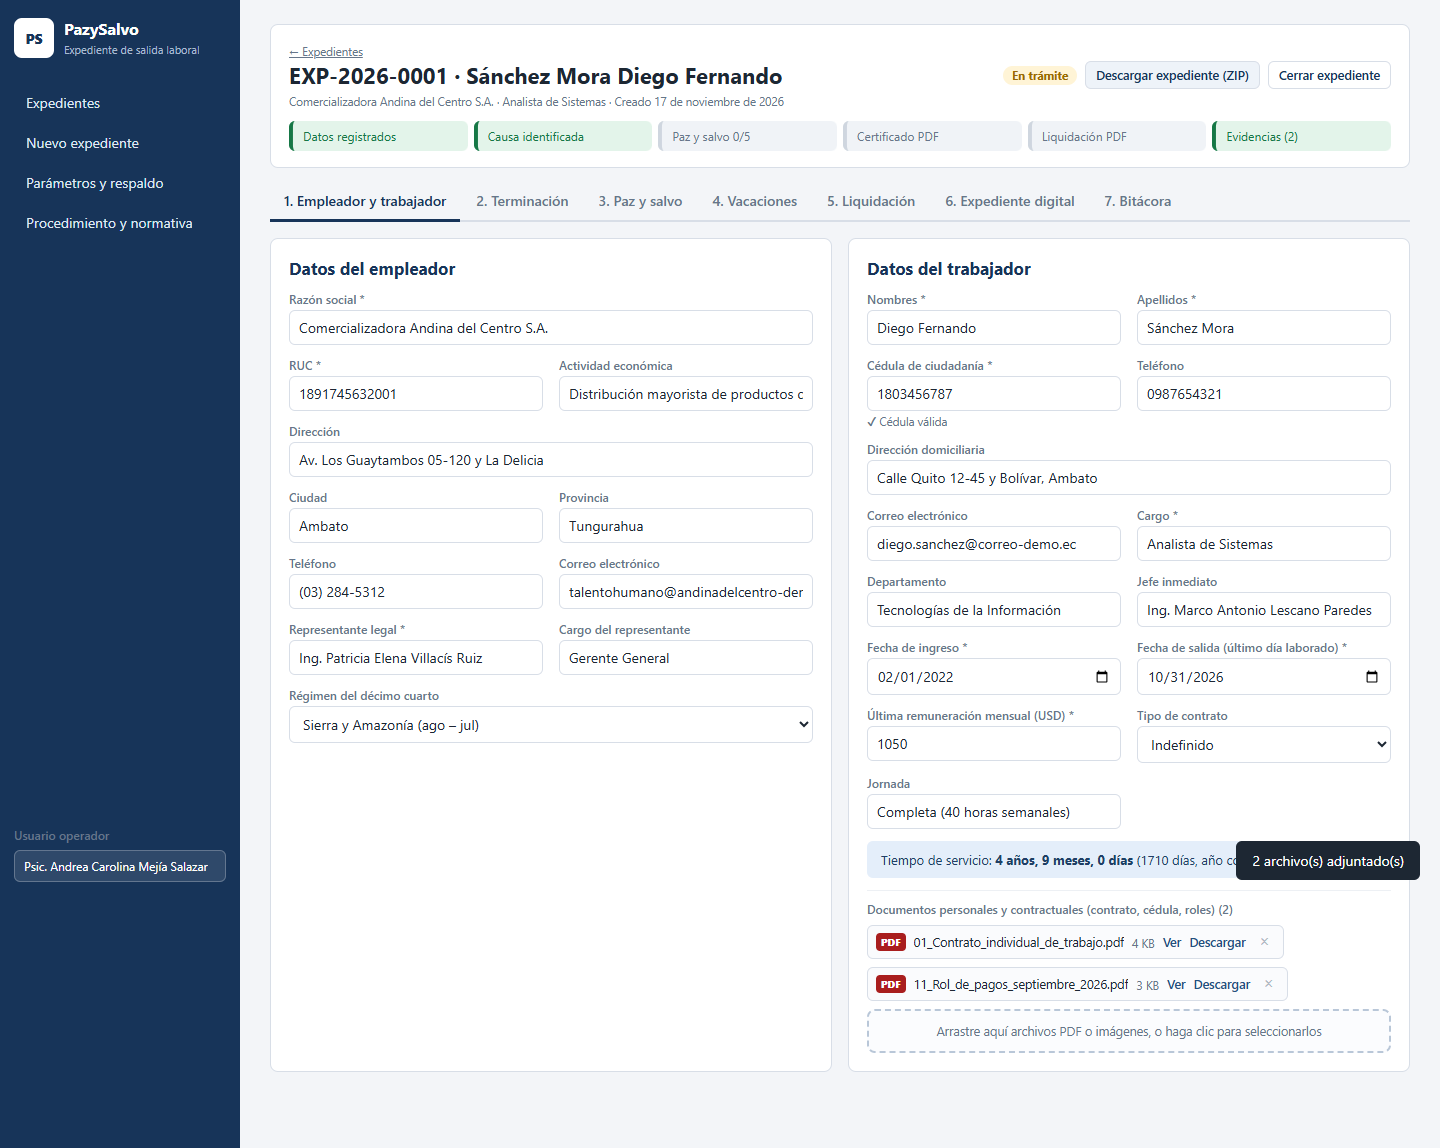 PS
PazySalvo
Expediente de salida laboral
Expedientes
Nuevo expediente
Parámetros y respaldo
Procedimiento y normativa
Usuario operador
Psic. Andrea Carolina Mejía Salazar
← Expedientes
EXP-2026-0001 · Sánchez Mora Diego Fernando
Comercializadora Andina del Centro S.A. · Analista de Sistemas · Creado 17 de noviembre de 2026
En trámite
Descargar expediente (ZIP)
Cerrar expediente
Datos registrados
Causa identificada
Paz y salvo 0/5
Certificado PDF
Liquidación PDF
Evidencias (2)
1. Empleador y trabajador
2. Terminación
3. Paz y salvo
4. Vacaciones
5. Liquidación
6. Expediente digital
7. Bitácora
Datos del empleador
Razón social *
Comercializadora Andina del Centro S.A.
RUC *
1891745632001
Actividad económica
Distribución mayorista de productos c
Dirección
Av. Los Guaytambos 05-120 y La Delicia
Ciudad
Ambato
Provincia
Tungurahua
Teléfono
(03) 284-5312
Correo electrónico
talentohumano@andinadelcentro-der
Representante legal *
Ing. Patricia Elena Villacís Ruiz
Cargo del representante
Gerente General
Régimen del décimo cuarto
Sierra y Amazonía (ago – jul)
Datos del trabajador
Nombres *
Diego Fernando
Apellidos *
Sánchez Mora
Cédula de ciudadanía *
1803456787
✓ Cédula válida
Teléfono
0987654321
Dirección domiciliaria
Calle Quito 12-45 y Bolívar, Ambato
Correo electrónico
diego.sanchez@correo-demo.ec
Cargo *
Analista de Sistemas
Departamento
Tecnologías de la Información
Jefe inmediato
Ing. Marco Antonio Lescano Paredes
Fecha de ingreso *
02/01/2022
Fecha de salida (último día laborado) *
10/31/2026
Última remuneración mensual (USD) *
1050
Tipo de contrato
Indefinido
Jornada
Completa (40 horas semanales)
Tiempo de servicio: 4 años, 9 meses, 0 días (1710 días, año
2 archivo(s) adjuntado(s)
Documentos personales y contractuales (contrato, cédula, roles) (2)
PDF 01_Contrato_individual_de_trabajo.pdf 4 KB Ver Descargar ×
PDF 11_Rol_de_pagos_septiembre_2026.pdf 3 KB Ver Descargar ×
Arrastre aquí archivos PDF o imágenes, o haga clic para seleccionarlos